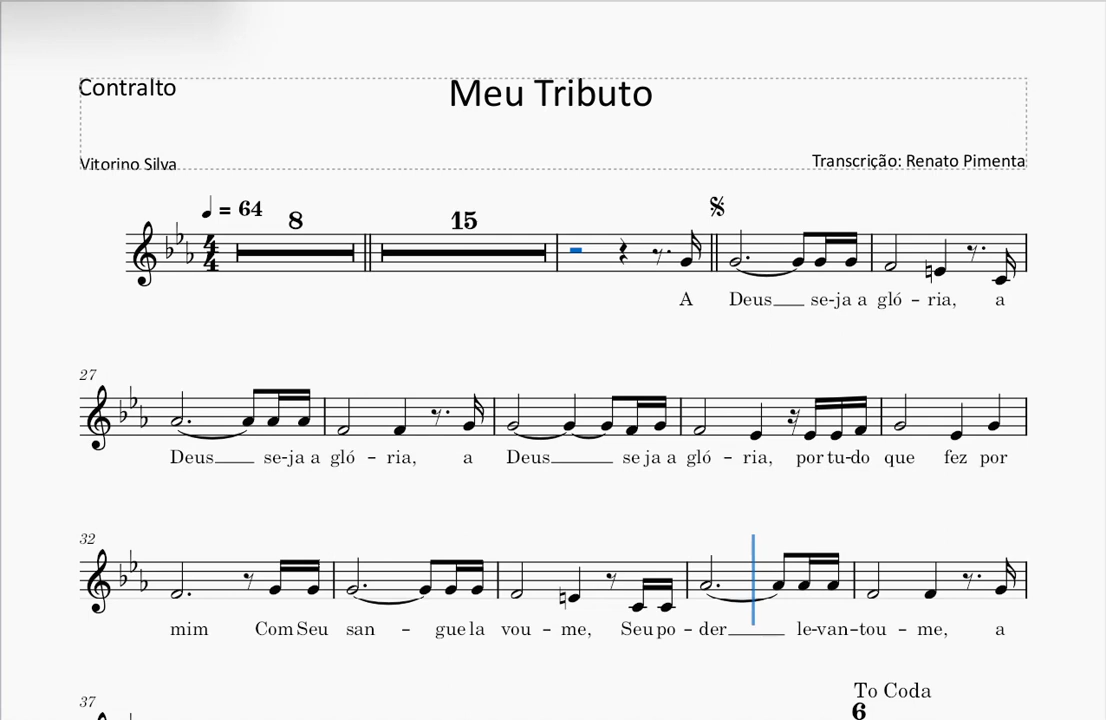 Contralto
Meu Tributo
Vitorino Silva
Transcrição: Renato Pimenta
= 64
8
15
4
4
A Deus se-ja a gló - ria, a
27
Deus se-ja a gló - ria, a Deus se ja a gló - ria, por tu-do que fez por
32
mim Com Seu san - gue la vou - me, Seu po - der le-van-tou - me, a
To Coda
37
6